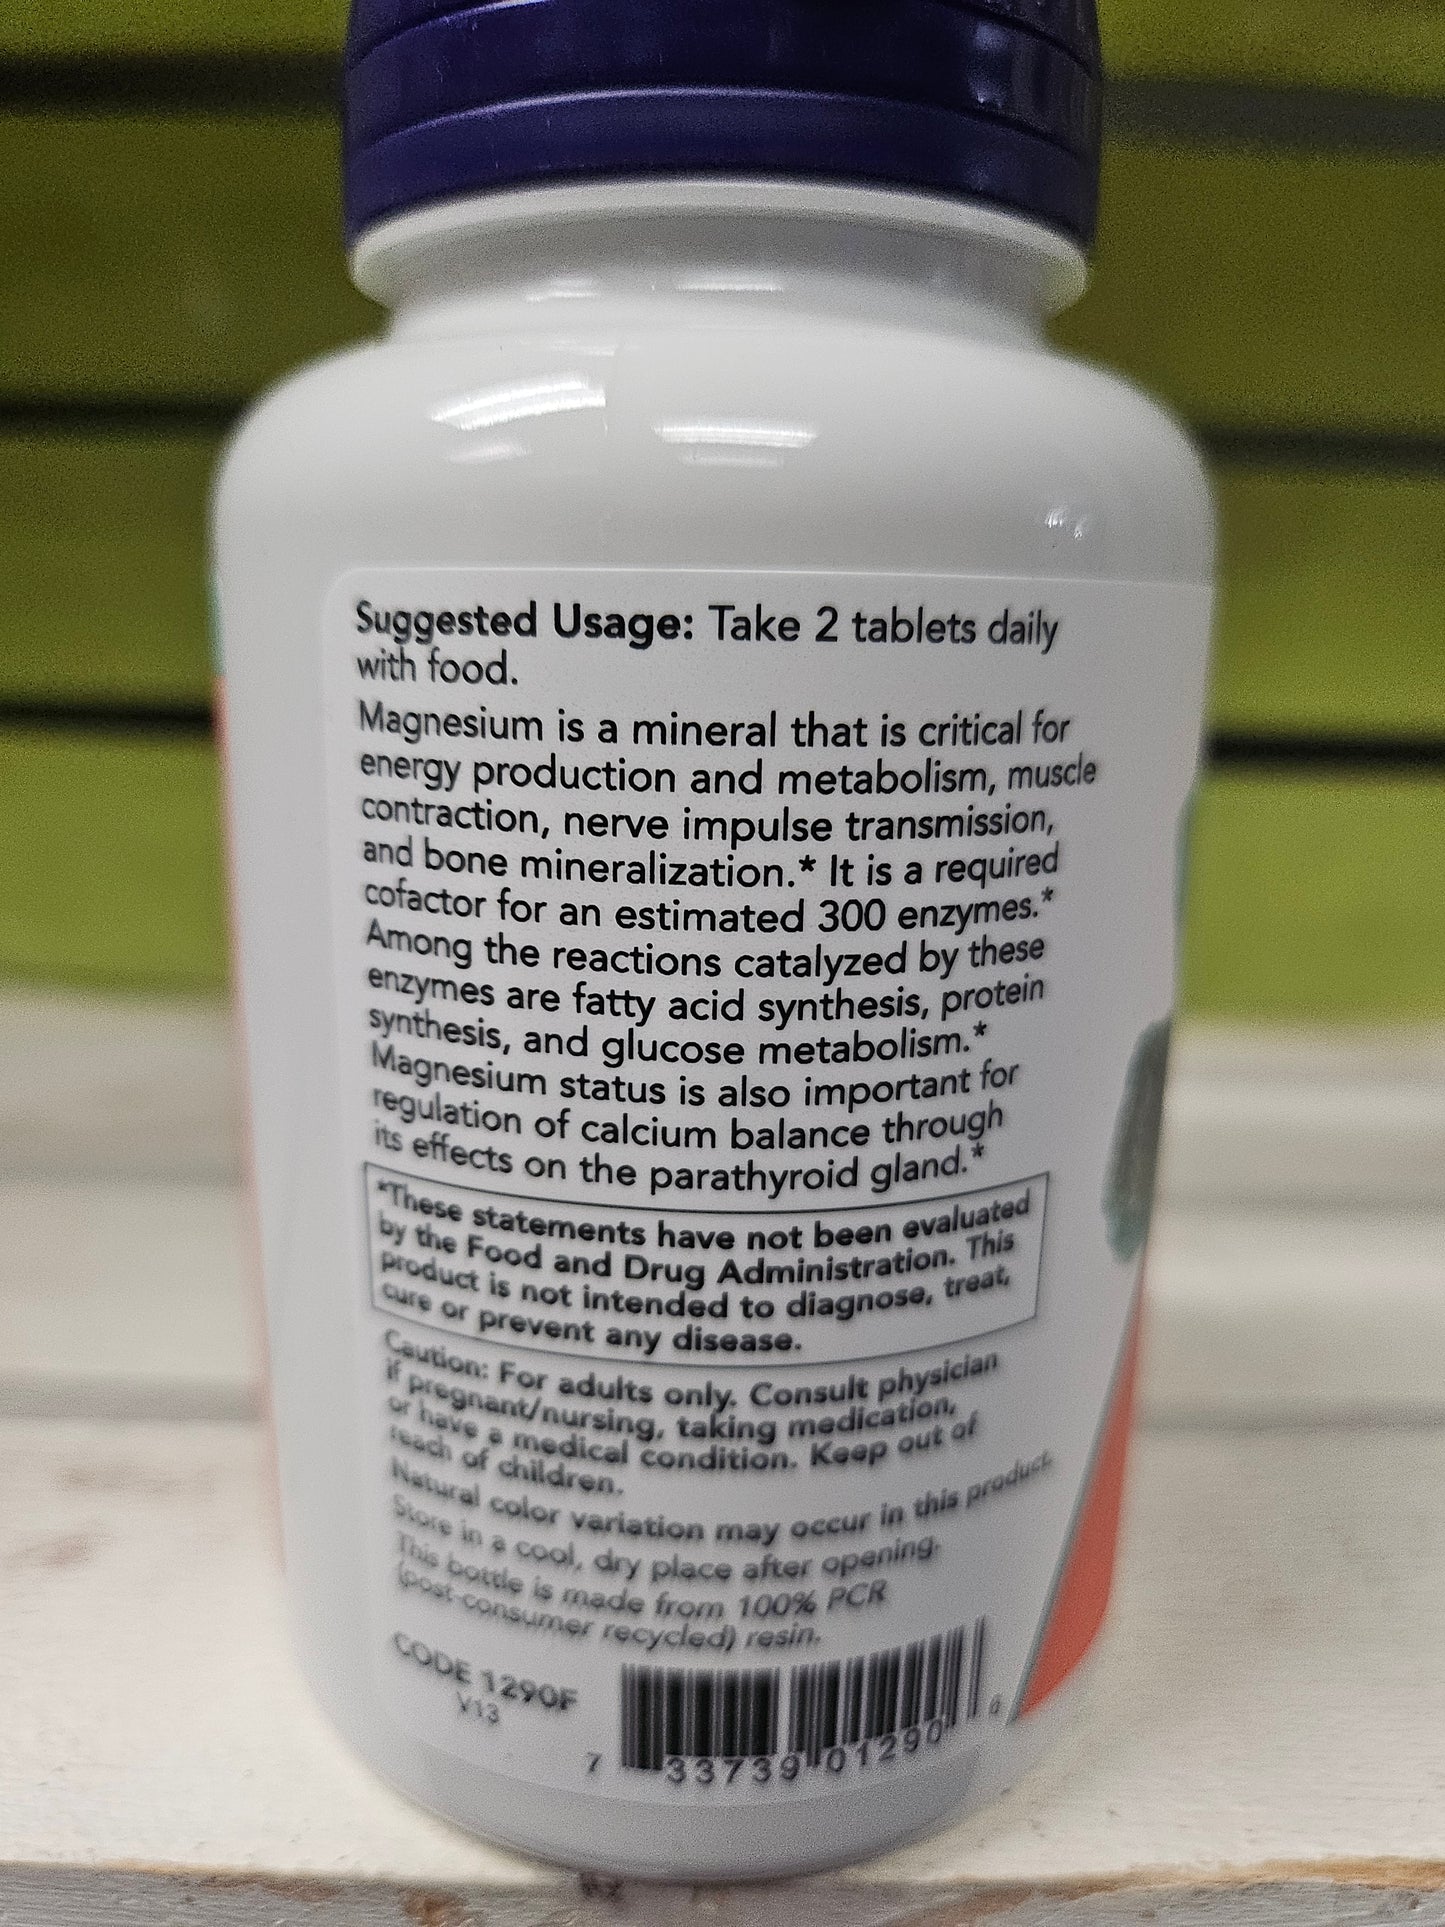 Suggested Usage: Take 2 tablets daily
with food.
Magnesium is a mineral that is critical for
energy production and metabolism, muscle
contraction, nerve impulse transmission,
and bone mineralization.* It is a required
cofactor for an estimated 300 enzymes.*
Among the reactions catalyzed by these
enzymes are fatty acid synthesis, protein
synthesis, and glucose metabolism.*
Magnesium status is also important for
regulation of calcium balance through
its effects on the parathyroid gland.*
*These statements have not been evaluated
by the Food and Drug Administration. This
product is not intended to diagnose, treat,
cure or prevent any disease.
Caution: For adults only. Consult physician
if pregnant/nursing, taking medication,
or have a medical condition. Keep out of
reach of children.
Natural color variation may occur in this product.
Store in a cool, dry place after opening.
This bottle is made from 100% PCR
(post-consumer recycled) resin.
CODE 1290F
V13
7 33739 01290 6